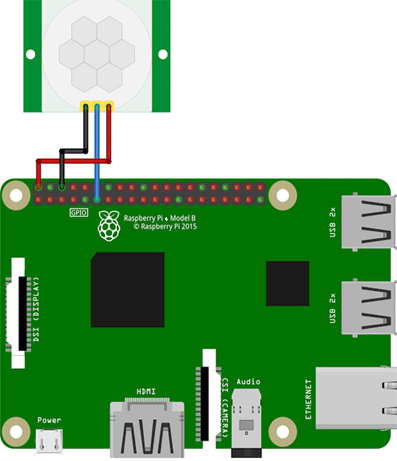 GPIO
Raspberry Pi 4 Model B
© Raspberry Pi 2015
USB 2x
DSI (DISPLAY)
USB 2x
HDMI
CSI (CAMERA)
Audio
ETHERNET
Power